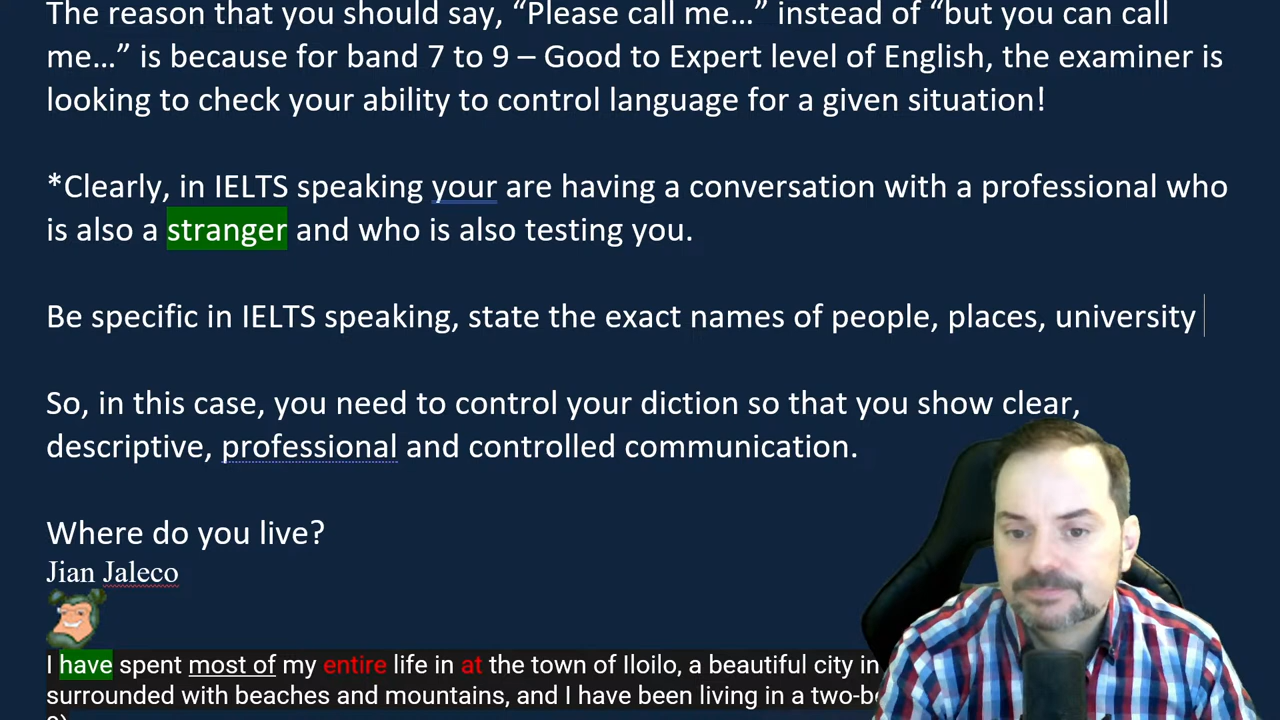 The reason that you should say, “Please call me…” instead of “but you can call
me…” is because for band 7 to 9 – Good to Expert level of English, the examiner is
looking to check your ability to control language for a given situation!
*Clearly, in IELTS speaking your are having a conversation with a professional who
is also a stranger and who is also testing you.
Be specific in IELTS speaking, state the exact names of people, places, university
So, in this case, you need to control your diction so that you show clear,
descriptive, professional and controlled communication.
Where do you live?
Jian Jaleco
I have spent most of my entire life in at the town of Iloilo, a beautiful city in
surrounded with beaches and mountains, and I have been living in a